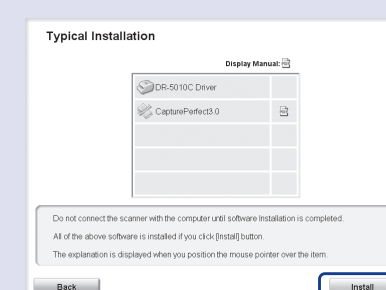 Typical Installation
Display Manual:
DR-5010C Driver
CapturePerfect3.0
Do not connect the scanner with the computer until software Installation is completed.
All of the above software is installed if you click [Install] button.
The explanation is displayed when you position the mouse pointer over the item.
Back
Install